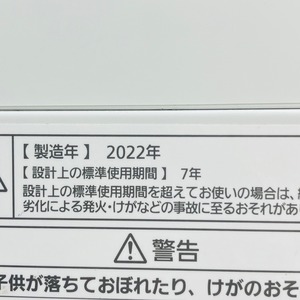 【 製造年 】 2022年
【 設計上の標準使用期間 】 7年
設計上の標準使用期間を超えてお使いの場合は、
劣化による発火・けがなどの事故に至るおそれがあ
警告
子供が落ちておぼれたり、けがのおそ